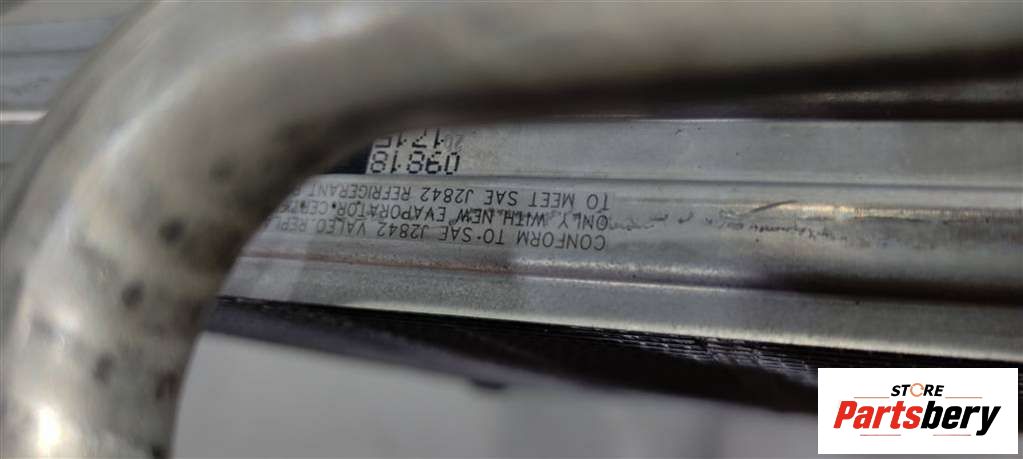 CONFORM TO SAE J2842 VALEO
ONLY WITH NEW EVAPORATOR
TO MEET SAE J2842 REFRIGERANT
STORE
Partsbery